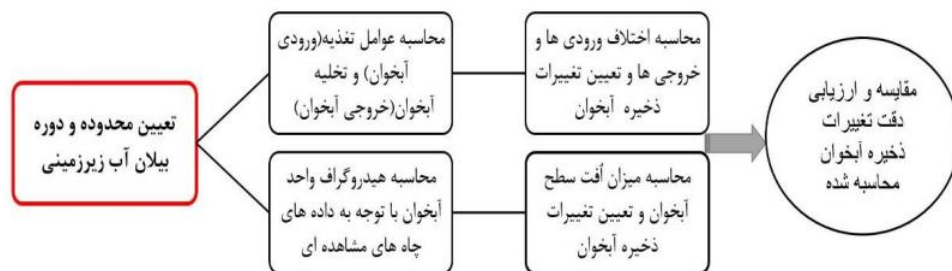 تعیین محدوده و دوره
بیلان آب زیرزمینی
محاسبه عوامل تغذیه(ورودی
آبخوان) و تخلیه
آبخوان(خروجی آبخوان)
محاسبه اختلاف ورودی ها و
خروجی ها و تعیین تغییرات
ذخیره آبخوان
محاسبه هیدروگراف واحد
آبخوان با توجه به داده های
چاه های مشاهده ای
محاسبه میزان اُفت سطح
آبخوان و تعیین تغییرات
ذخیره آبخوان
مقایسه و ارزیابی
دقت تغییرات
ذخیره آبخوان
محاسبه شده